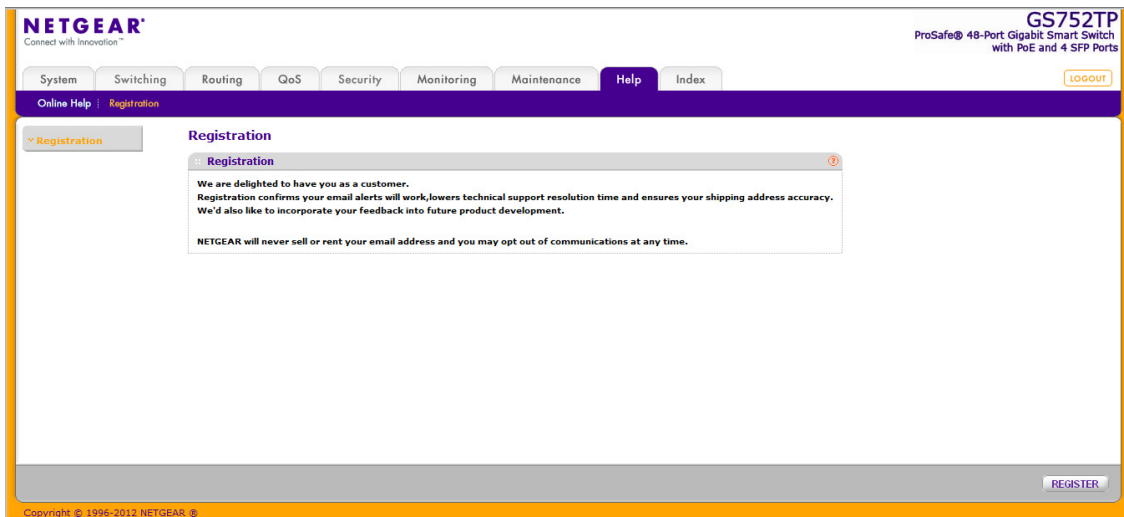 NETGEAR®
Connect with Innovation™
GS752TP
ProSafe® 48-Port Gigabit Smart Switch
with PoE and 4 SFP Ports
System Switching Routing QoS Security Monitoring Maintenance Help Index LOGOUT
Online Help Registration
Registration
Registration
Registration
We are delighted to have you as a customer.
Registration confirms your email alerts will work,lowers technical support resolution time and ensures your shipping address accuracy.
We'd also like to incorporate your feedback into future product development.
NETGEAR will never sell or rent your email address and you may opt out of communications at any time.
REGISTER
Copyright © 1996-2012 NETGEAR ®